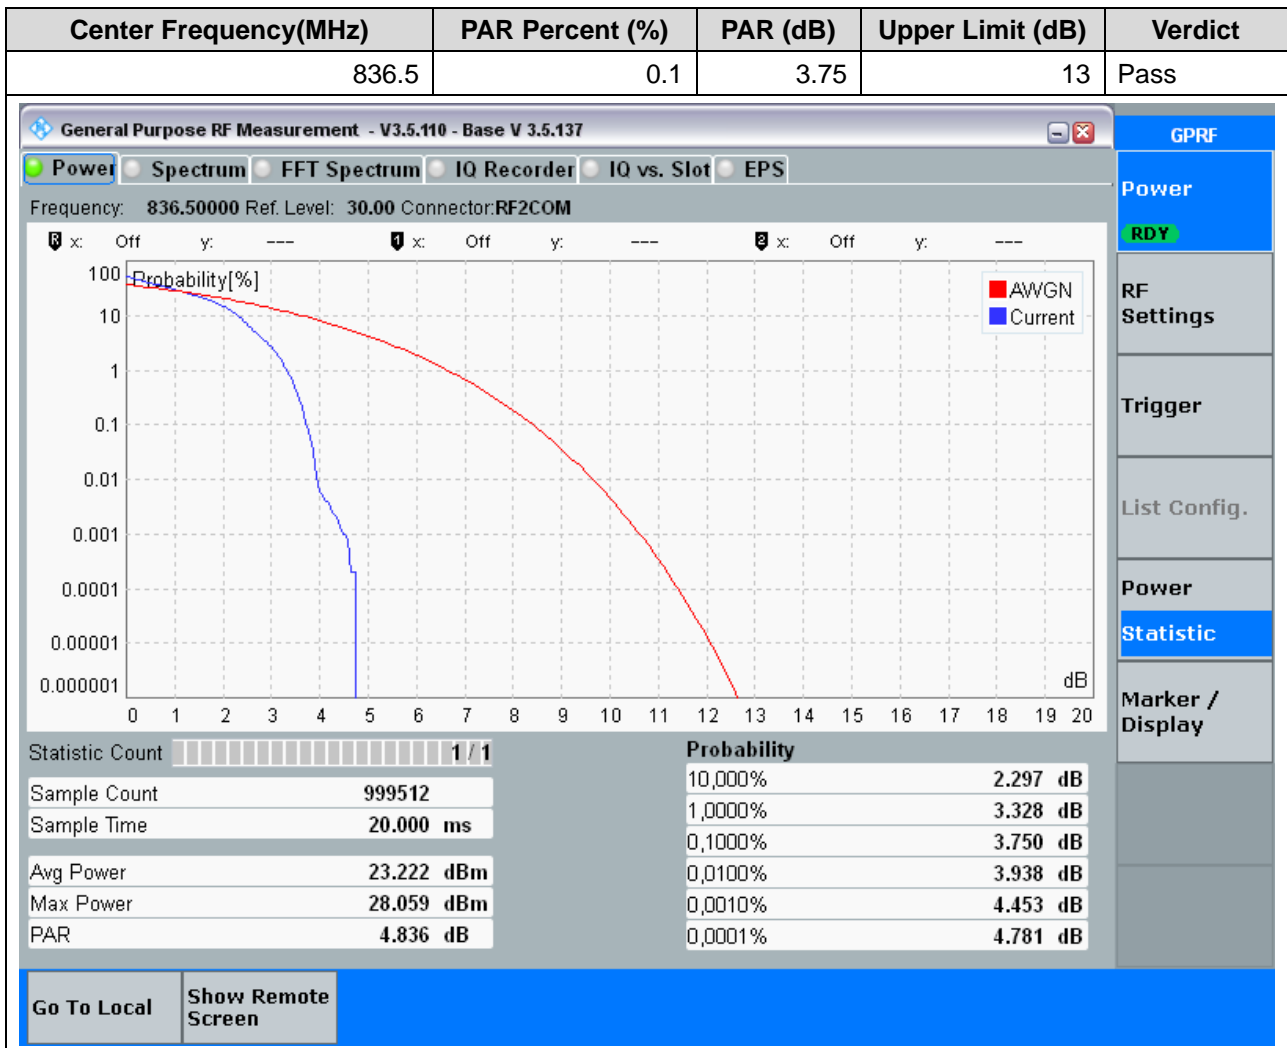 Center Frequency(MHz) PAR Percent (%) PAR (dB) Upper Limit (dB) Verdict
836.5 0.1 3.75 13 Pass
General Purpose RF Measurement - V3.5.110 - Base V 3.5.137
GPRF
Power Spectrum FFT Spectrum IQ Recorder IQ vs. Slot EPS
Frequency: 836.50000 Ref. Level: 30.00 Connector:RF2COM
R x: Off y: --- 1 x: Off y: --- 2 x: Off y: ---
Probability[%]
AWGN
Current
100
10
1
0.1
0.01
0.001
0.0001
0.00001
0.000001
dB
0 1 2 3 4 5 6 7 8 9 10 11 12 13 14 15 16 17 18 19 20
Statistic Count 1 / 1
Sample Count 999512
Sample Time 20.000 ms
Avg Power 23.222 dBm
Max Power 28.059 dBm
PAR 4.836 dB
Probability
10,000% 2.297 dB
1,0000% 3.328 dB
0,1000% 3.750 dB
0,0100% 3.938 dB
0,0010% 4.453 dB
0,0001% 4.781 dB
Power
RDY
RF
Settings
Trigger
List Config.
Power
Statistic
Marker /
Display
Go To Local
Show Remote
Screen